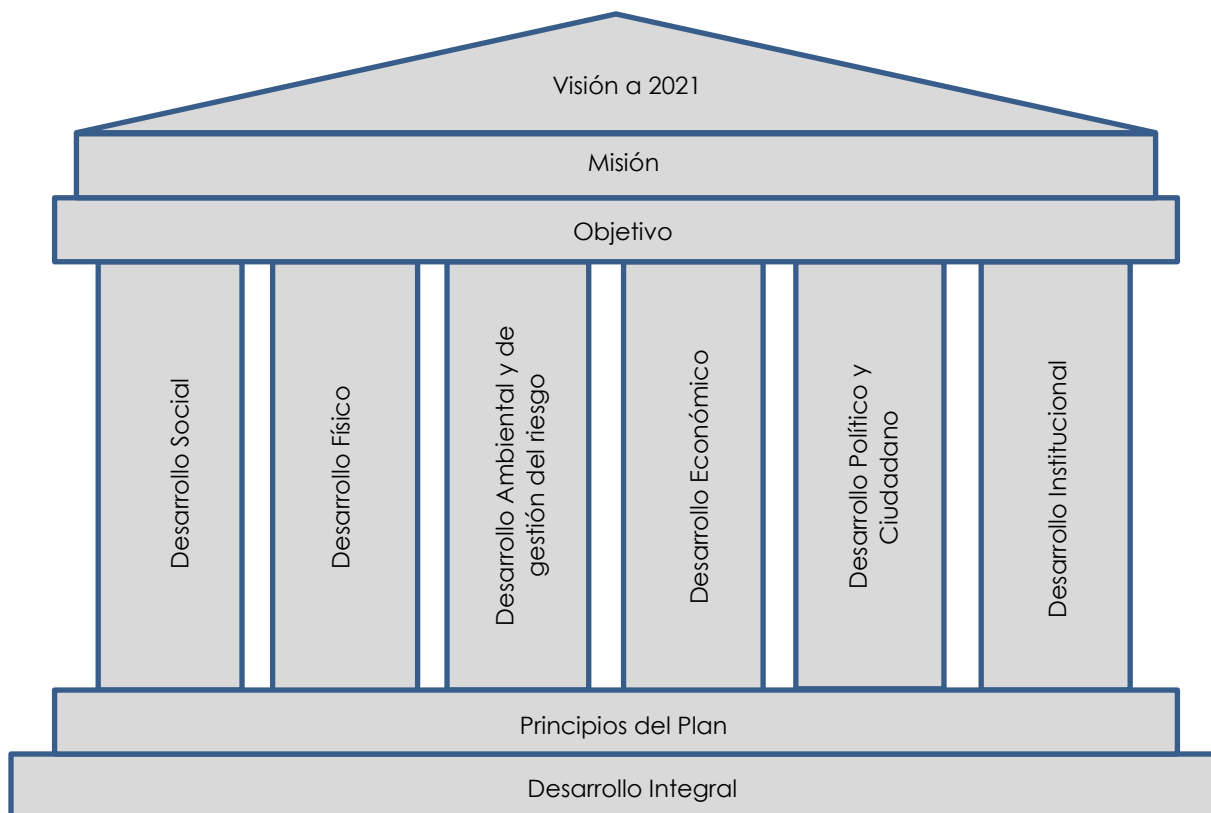 Visión a 2021
Misión
Objetivo
Desarrollo Social
Desarrollo Físico
Desarrollo Ambiental y de
gestión del riesgo
Desarrollo Económico
Desarrollo Político y
Ciudadano
Desarrollo Institucional
Principios del Plan
Desarrollo Integral